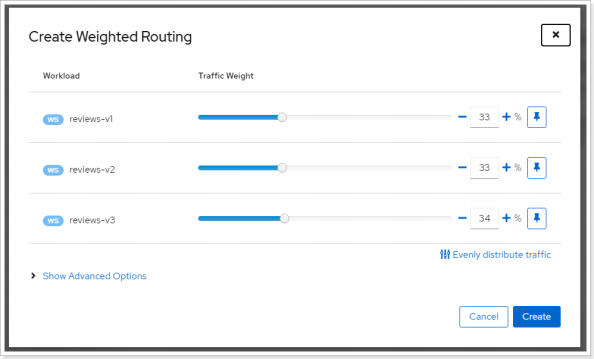 Create Weighted Routing
Workload Traffic Weight
WS reviews-v1 33 %
WS reviews-v2 33 %
WS reviews-v3 34 %
Evenly distribute traffic
Show Advanced Options
Cancel Create